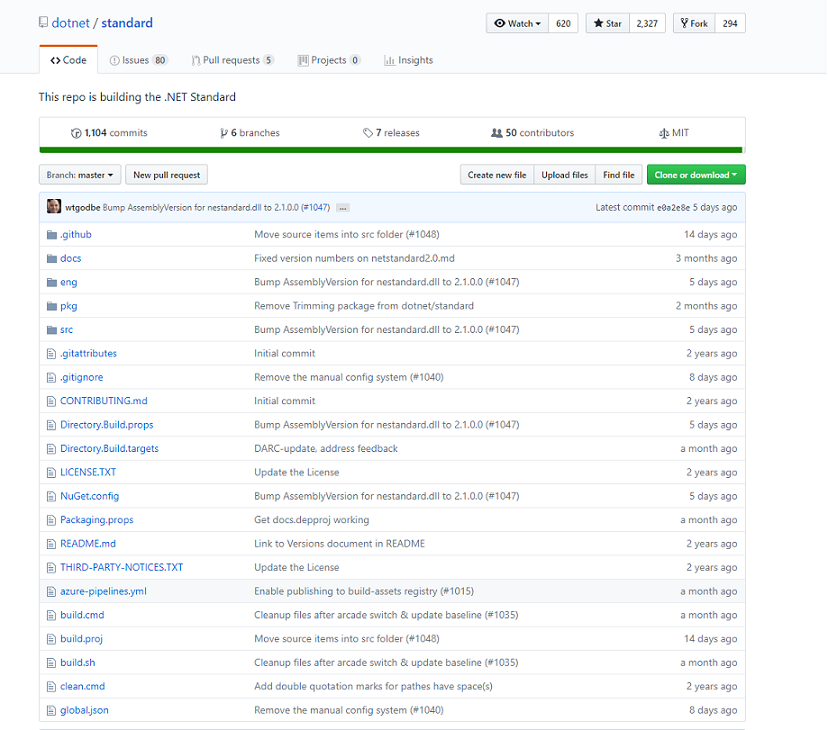 dotnet / standard Watch 620 Star 2,327 Fork 294
Code Issues 80 Pull requests 5 Projects 0 Insights
This repo is building the .NET Standard
1,104 commits 6 branches 7 releases 50 contributors MIT
Branch: master New pull request Create new file Upload files Find file Clone or download
wtgodbe Bump AssemblyVersion for nestandard.dll to 2.1.0.0 (#1047) ... Latest commit e0a2e8e 5 days ago
.github Move source items into src folder (#1048) 14 days ago
docs Fixed version numbers on netstandard2.0.md 3 months ago
eng Bump AssemblyVersion for nestandard.dll to 2.1.0.0 (#1047) 5 days ago
pkg Remove Trimming package from dotnet/standard 2 months ago
src Bump AssemblyVersion for nestandard.dll to 2.1.0.0 (#1047) 5 days ago
.gitattributes Initial commit 2 years ago
.gitignore Remove the manual config system (#1040) 8 days ago
CONTRIBUTING.md Initial commit 2 years ago
Directory.Build.props Bump AssemblyVersion for nestandard.dll to 2.1.0.0 (#1047) 5 days ago
Directory.Build.targets DARC-update, address feedback a month ago
LICENSE.TXT Update the License 2 years ago
NuGet.config Bump AssemblyVersion for nestandard.dll to 2.1.0.0 (#1047) 5 days ago
Packaging.props Get docs.depproj working a month ago
README.md Link to Versions document in README 2 years ago
THIRD-PARTY-NOTICES.TXT Update the License 2 years ago
azure-pipelines.yml Enable publishing to build-assets registry (#1015) a month ago
build.cmd Cleanup files after arcade switch & update baseline (#1035) a month ago
build.proj Move source items into src folder (#1048) 14 days ago
build.sh Cleanup files after arcade switch & update baseline (#1035) a month ago
clean.cmd Add double quotation marks for pathes have space(s) 2 years ago
global.json Remove the manual config system (#1040) 8 days ago